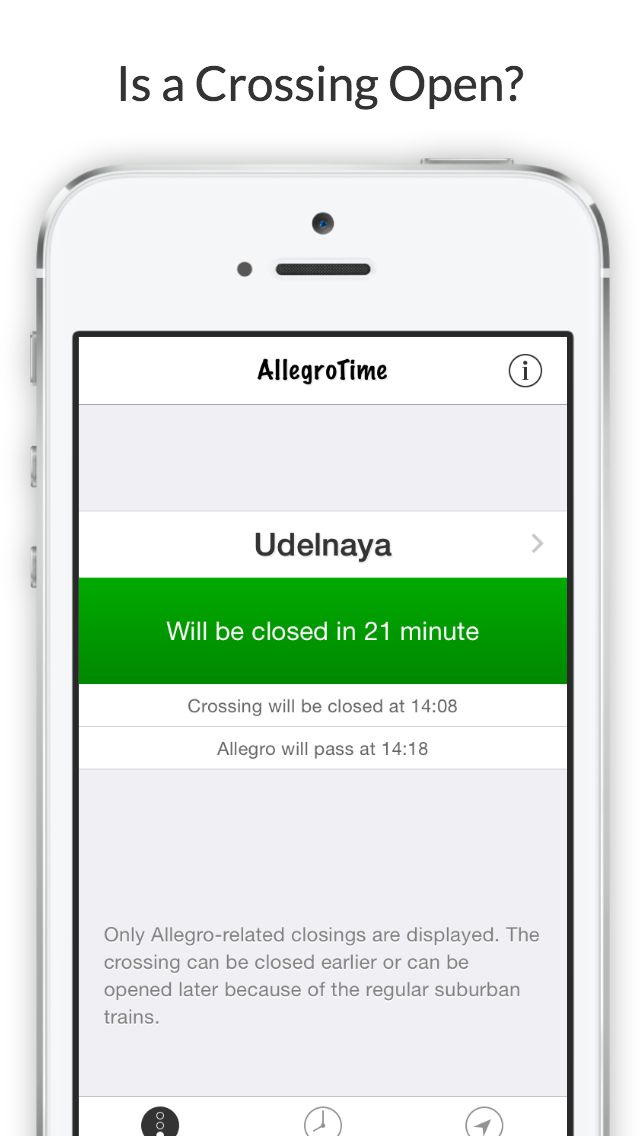 Is a Crossing Open?
AllegroTime
Udelnaya
Will be closed in 21 minute
Crossing will be closed at 14:08
Allegro will pass at 14:18
Only Allegro-related closings are displayed. The
crossing can be closed earlier or can be
opened later because of the regular suburban
trains.